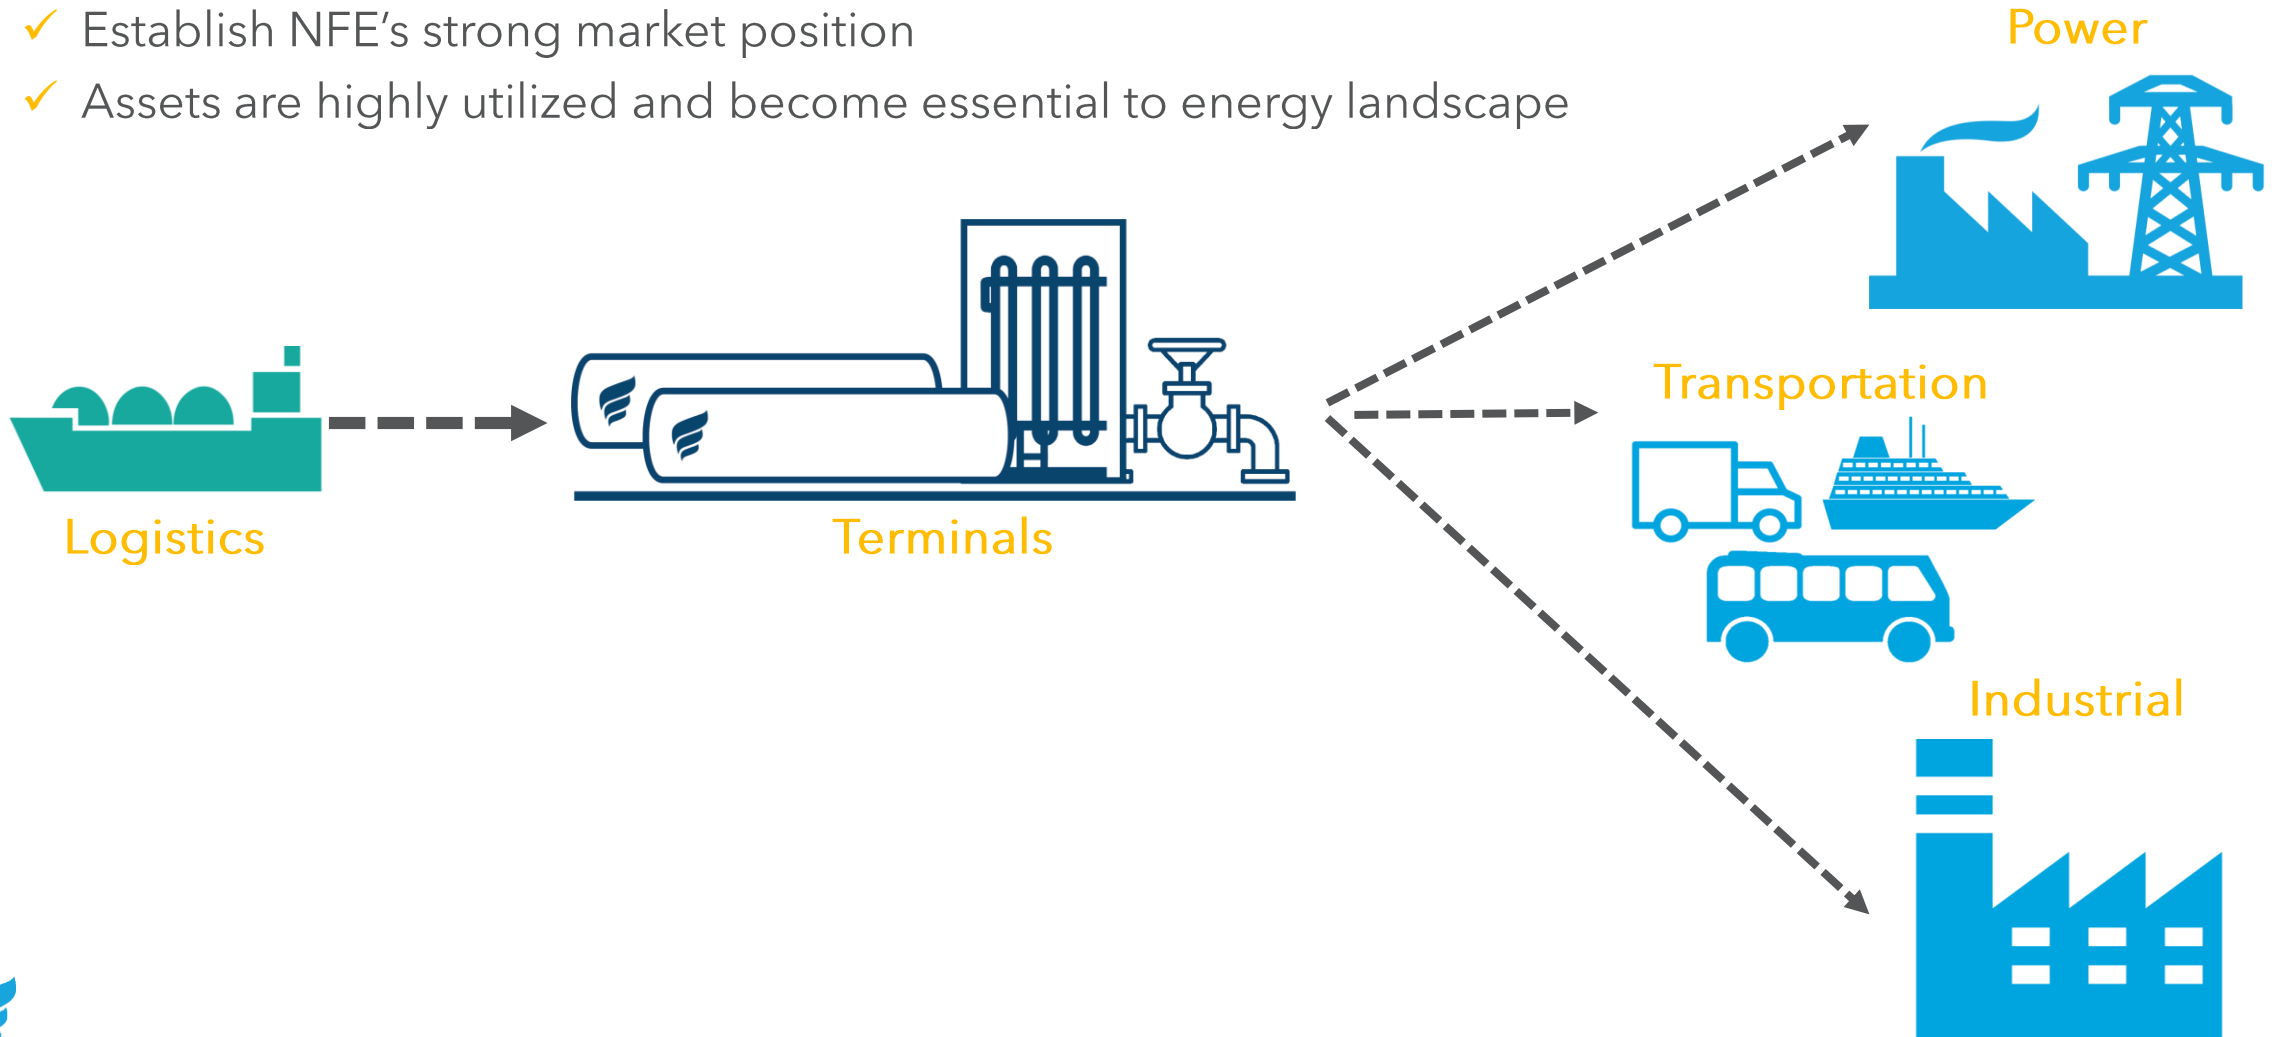 ✓ Establish NFE’s strong market position
✓ Assets are highly utilized and become essential to energy landscape
Power
Transportation
Logistics
Terminals
Industrial